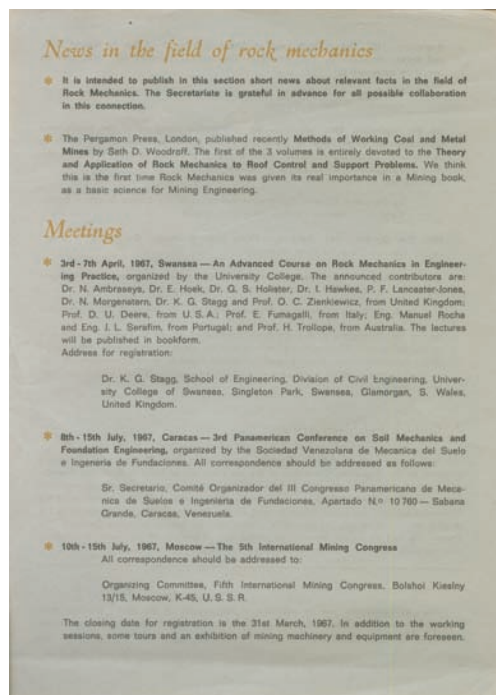 News in the field of rock mechanics
* It is intended to publish in this section short news about relevant facts in the field of
Rock Mechanics. The Secretariate is grateful in advance for all possible collaboration
in this connection.
* The Pergamon Press, London, published recently Methods of Working Coal and Metal
Mines by Seth D. Woodroff. The first of the 3 volumes is entirely devoted to the Theory
and Application of Rock Mechanics to Roof Control and Support Problems. We think
this is the first time Rock Mechanics was given its real importance in a Mining book,
as a basic science for Mining Engineering.
Meetings
* 3rd - 7th April, 1967, Swansea — An Advanced Course on Rock Mechanics in Engineer-
ing Practice, organized by the University College. The announced contributors are:
Dr. N. Ambraseys, Dr. E. Hoek, Dr. G. S. Holister, Dr. I. Hawkes, P. F. Lancaster-Jones,
Dr. N. Morgenstern, Dr. K. G. Stagg and Prof. O. C. Zienkiewicz, from United Kingdom;
Prof. D. U. Deere, from U. S. A.; Prof. E. Fumagalli, from Italy; Eng. Manuel Rocha
and Eng. J. L. Serafim, from Portugal; and Prof. H. Trollope, from Australia. The lectures
will be published in bookform.
Address for registration:
Dr. K. G. Stagg, School of Engineering, Division of Civil Engineering, Univer-
sity College of Swansea, Singleton Park, Swansea, Glamorgan, S. Wales,
United Kingdom.
* 8th - 15th July, 1967, Caracas — 3rd Panamerican Conference on Soil Mechanics and
Foundation Engineering, organized by the Sociedad Venezolana de Mecanica del Suelo
e Ingeneria de Fundaciones. All correspondence should be addressed as follows:
Sr. Secretario, Comité Organizador del III Congresso Panamericano de Meca-
nica de Suelos e Ingenieria de Fundaciones, Apartado N.º 10 760 — Sabana
Grande, Caracas, Venezuela.
* 10th - 15th July, 1967, Moscow — The 5th International Mining Congress
All correspondence should be addressed to:
Organizing Committee, Fifth International Mining Congress, Bolshoi Kieslny
13/15, Moscow, K-45, U. S. S. R.
The closing date for registration is the 31st March, 1967. In addition to the working
sessions, some tours and an exhibition of mining machinery and equipment are foreseen.